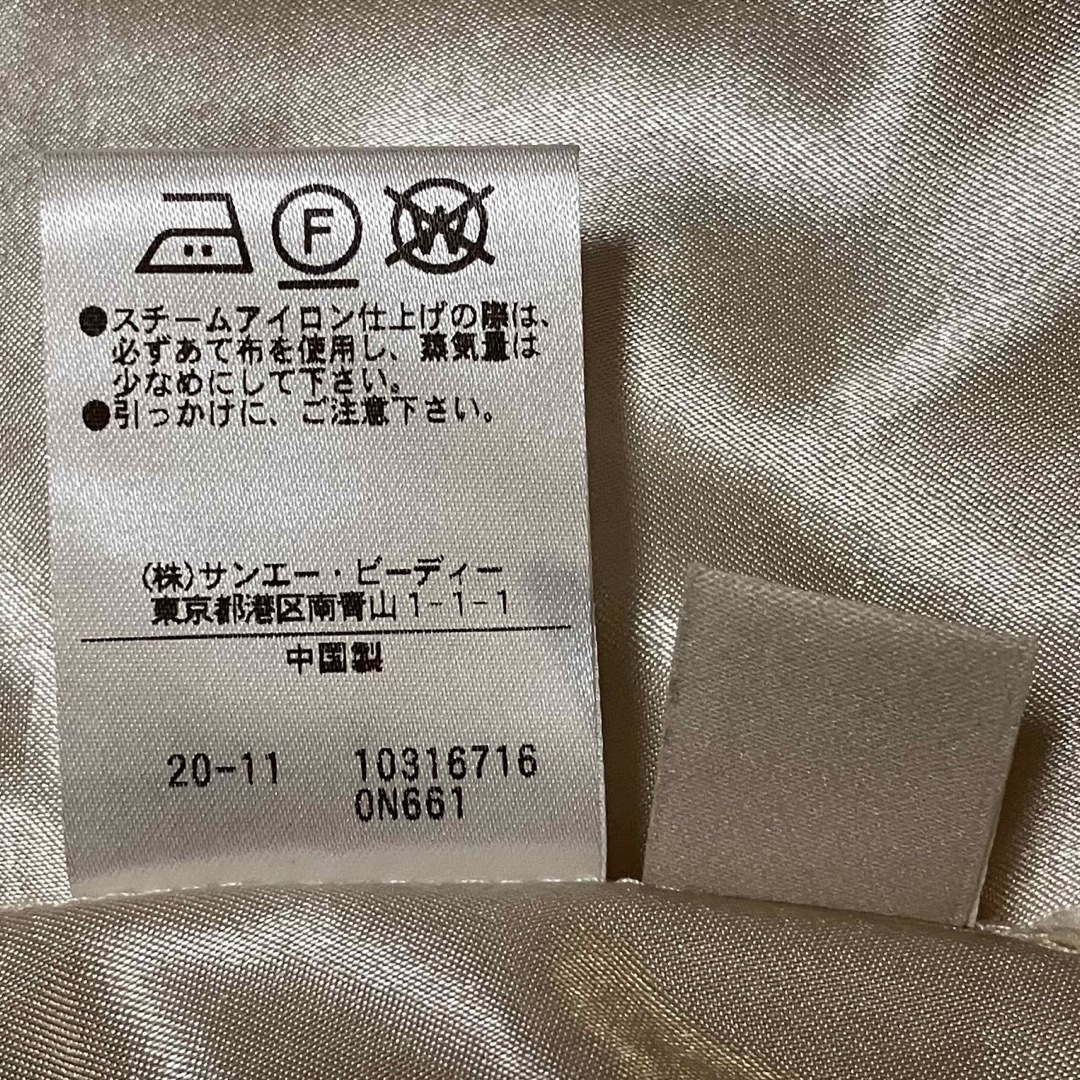 F W
●スチームアイロン仕上げの際は、
必ずあて布を使用し、蒸気量は
少なめにして下さい。
●引っかけに、ご注意下さい。
(株)サンエー・ビーディー
東京都港区南青山1-1-1
中国製
20-11 10316716
0N661